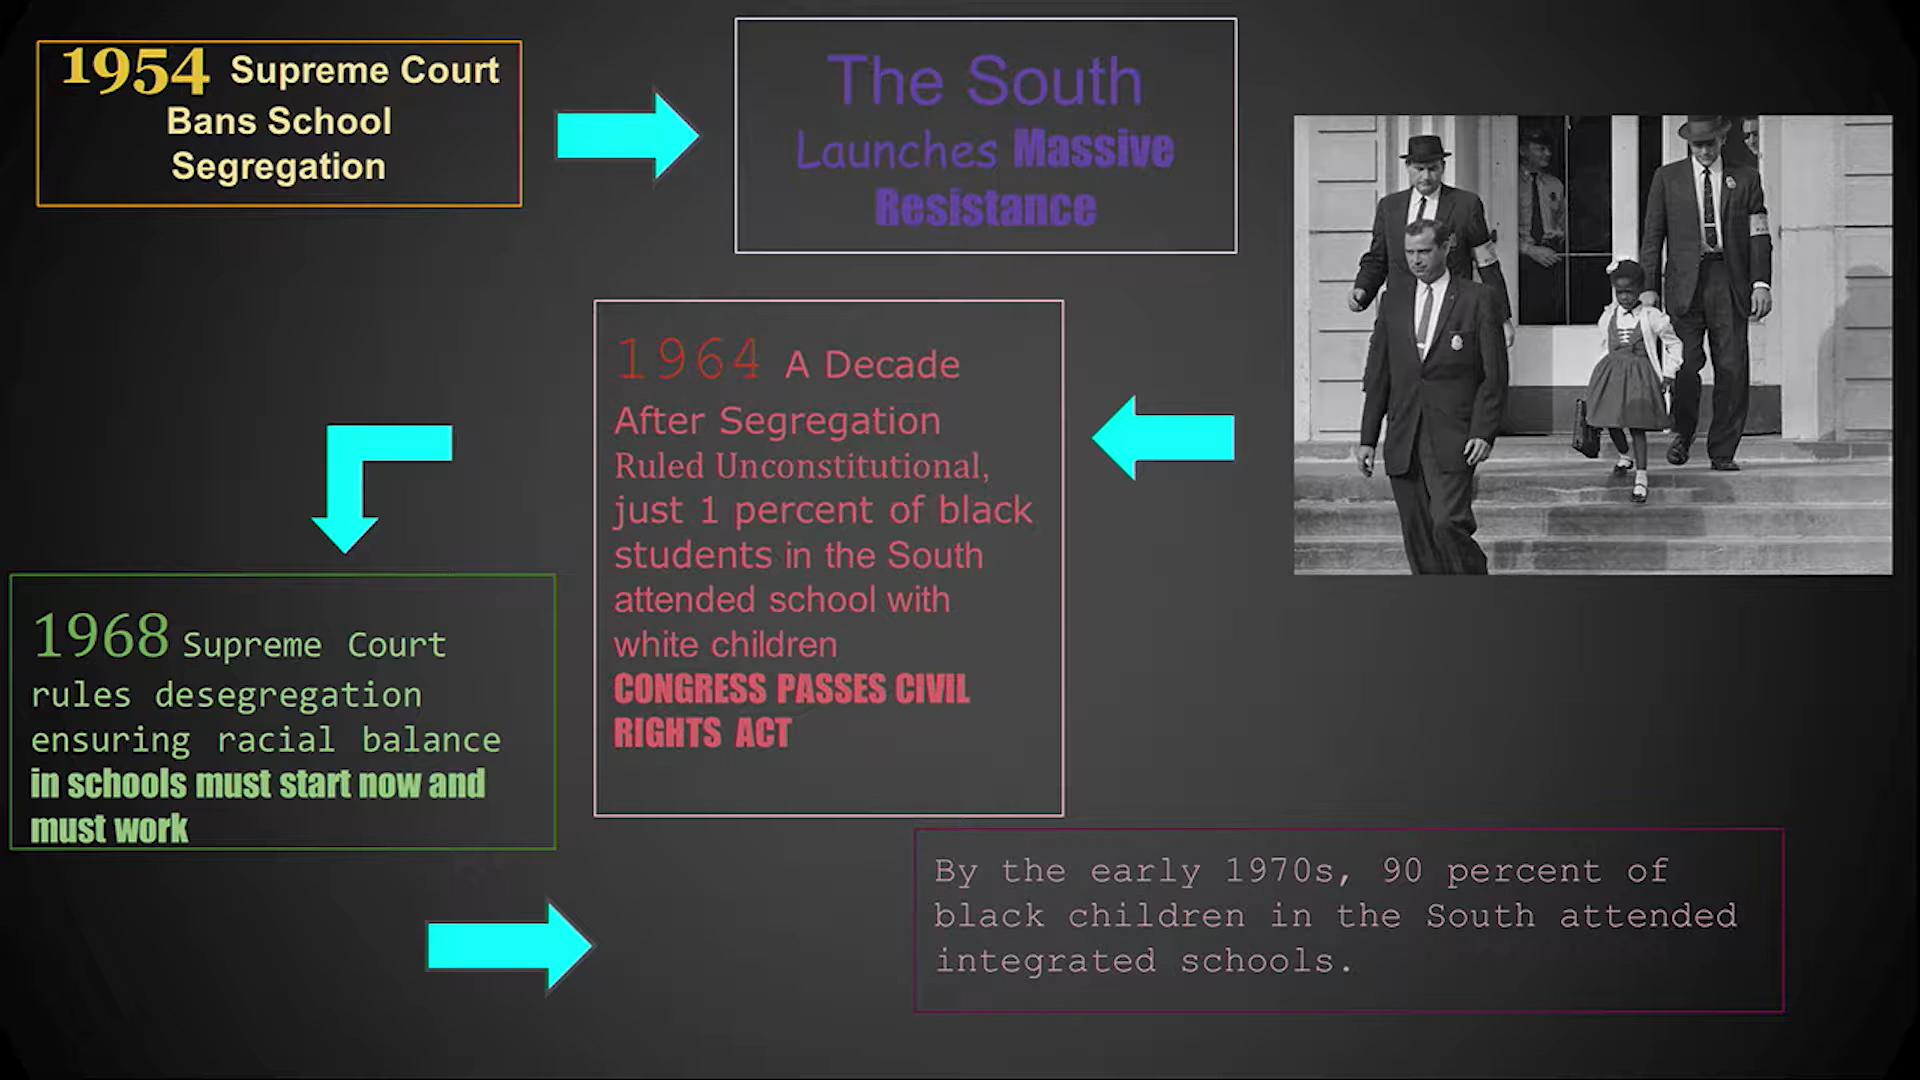 1954 Supreme Court
Bans School
Segregation
The South
Launches Massive
Resistance
1964 A Decade
After Segregation
Ruled Unconstitutional,
just 1 percent of black
students in the South
attended school with
white children
CONGRESS PASSES CIVIL
RIGHTS ACT
1968 Supreme Court
rules desegregation
ensuring racial balance
in schools must start now and
must work
By the early 1970s, 90 percent of
black children in the South attended
integrated schools.